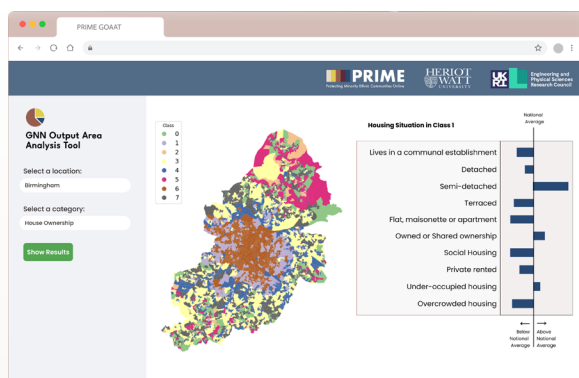 PRIME GOAAT
PRIME
Protecting Minority Ethnic Communities Online
HERIOT
WATT
UNIVERSITY
UK
RI
Engineering and
Physical Sciences
Research Council
GNN Output Area
Analysis Tool
Select a location:
Birmingham
Select a category:
House Ownership
Show Results
Class
0
1
2
3
4
5
6
7
Housing Situation in Class 1
National
Average
Lives in a communal establishment
Detached
Semi-detached
Terraced
Flat, maisonette or apartment
Owned or Shared ownership
Social Housing
Private rented
Under-occupied housing
Overcrowded housing
← →
Below
National
Average
Above
National
Average